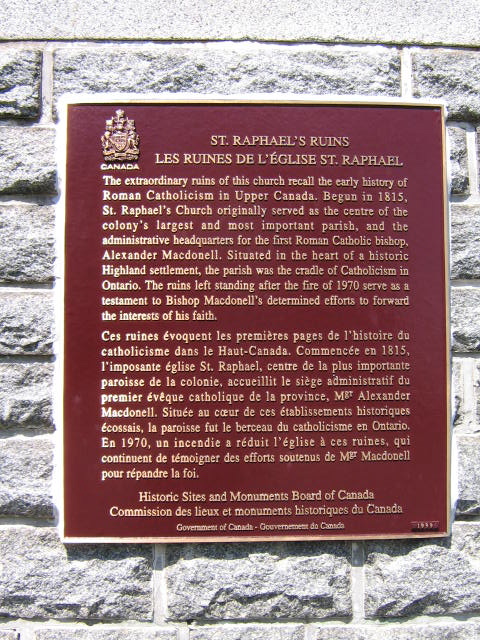 CANADA
ST. RAPHAEL'S RUINS
LES RUINES DE L'ÉGLISE ST. RAPHAEL
The extraordinary ruins of this church recall the early history of
Roman Catholicism in Upper Canada. Begun in 1815,
St. Raphael's Church originally served as the centre of the
colony's largest and most important parish, and the
administrative headquarters for the first Roman Catholic bishop,
Alexander Macdonell. Situated in the heart of a historic
Highland settlement, the parish was the cradle of Catholicism in
Ontario. The ruins left standing after the fire of 1970 serve as a
testament to Bishop Macdonell's determined efforts to forward
the interests of his faith.
Ces ruines évoquent les premières pages de l'histoire du
catholicisme dans le Haut-Canada. Commencée en 1815,
l'imposante église St. Raphael, centre de la plus importante
paroisse de la colonie, accueillit le siège administratif du
premier évêque catholique de la province, Mgr Alexander
Macdonell. Située au cœur de ces établissements historiques
écossais, la paroisse fut le berceau du catholicisme en Ontario.
En 1970, un incendie a réduit l'église à ces ruines, qui
continuent de témoigner des efforts soutenus de Mgr Macdonell
pour répandre la foi.
Historic Sites and Monuments Board of Canada
Commission des lieux et monuments historiques du Canada
Government of Canada - Gouvernement du Canada
1999